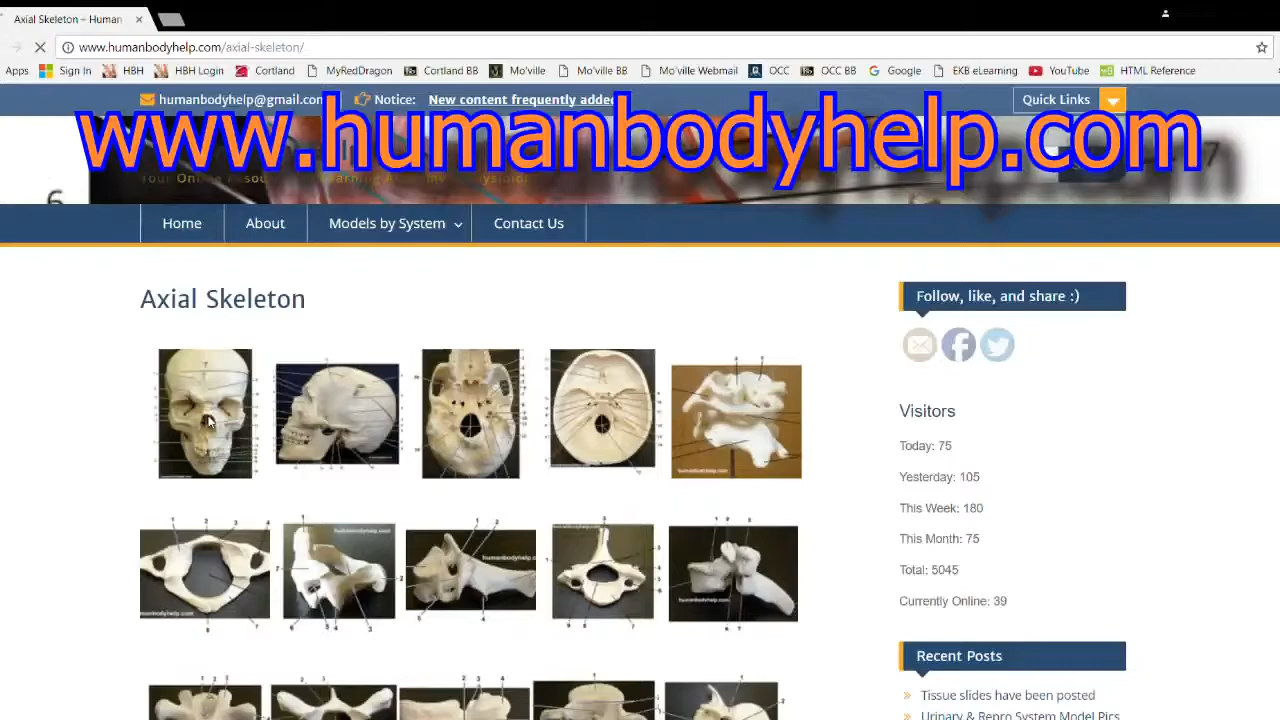 Axial Skeleton – Human
www.humanbodyhelp.com/axial-skeleton/
Apps Sign In HBH HBH Login Cortland MyRedDragon Cortland BB Mo'ville Mo'ville BB Mo'ville Webmail OCC OCC BB Google EKB eLearning YouTube HTML Reference
humanbodyhelp@gmail.com Notice: New content frequently added Quick Links
www.humanbodyhelp.com
Your Online
Home About Models by System Contact Us
Axial Skeleton
Follow, like, and share :)
Visitors
Today: 75
Yesterday: 105
This Week: 180
This Month: 75
Total: 5045
Currently Online: 39
Recent Posts
Tissue slides have been posted
Urinary & Repro System Model Pics